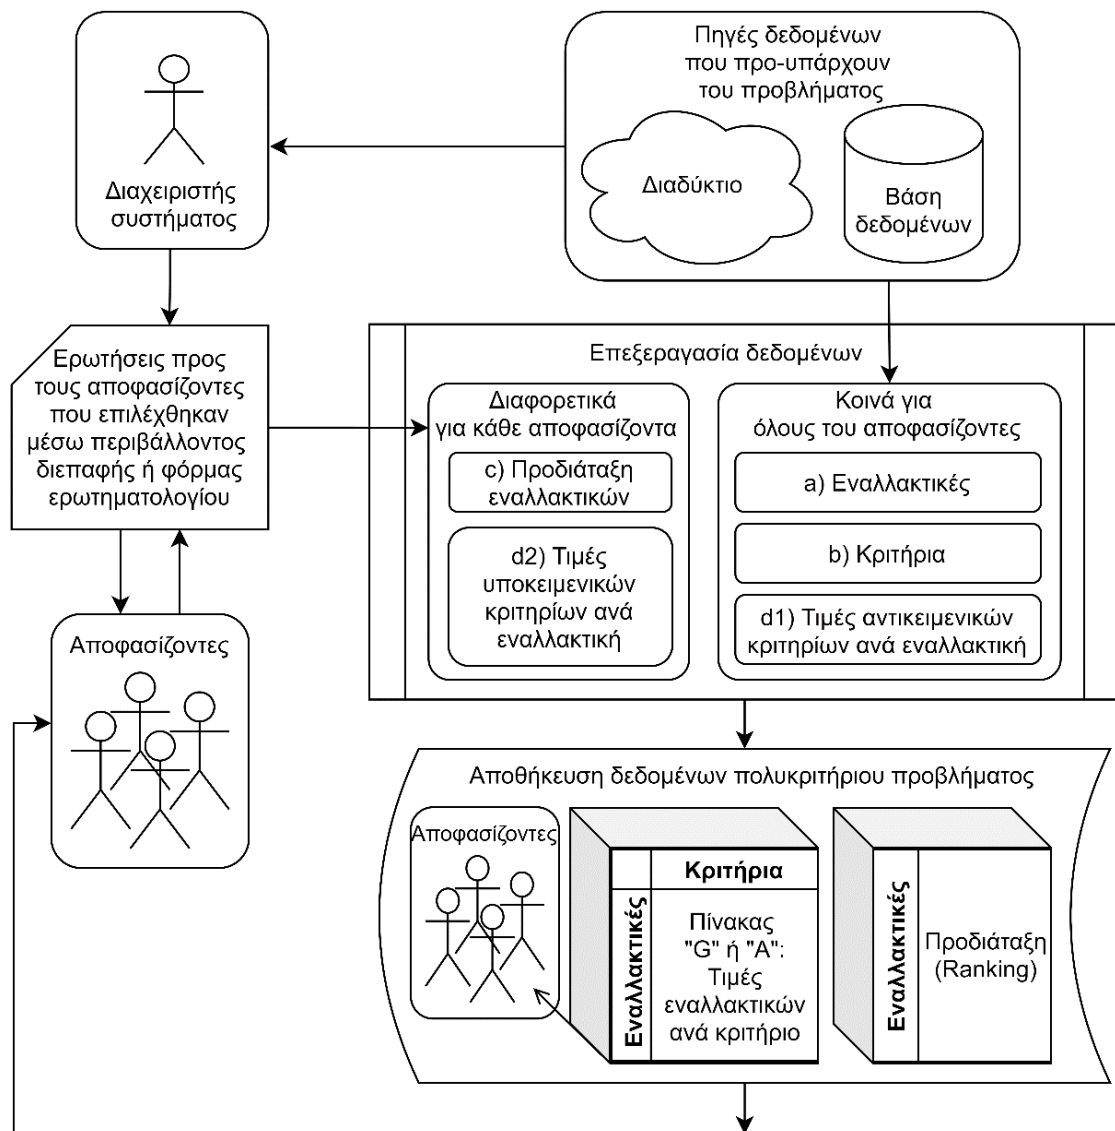 Πηγές δεδομένων
που προ-υπάρχουν
του προβλήματος
Διαδύκτιο
Βάση
δεδομένων
Διαχειριστής
συστήματος
Ερωτήσεις προς
τους αποφασίζοντες
που επιλέχθηκαν
μέσω περιβάλλοντος
διεπαφής ή φόρμας
ερωτηματολογίου
Αποφασίζοντες
Επεξεραγασία δεδομένων
Διαφορετικά
για κάθε αποφασίζοντα
c) Προδιάταξη
εναλλακτικών
d2) Τιμές
υποκειμενικών
κριτηρίων ανά
εναλλακτική
Κοινά για
όλους του αποφασίζοντες
a) Εναλλακτικές
b) Κριτήρια
d1) Τιμές αντικειμενικών
κριτηρίων ανά εναλλακτική
Αποθήκευση δεδομένων πολυκριτήριου προβλήματος
Αποφασίζοντες
Εναλλακτικές
Κριτήρια
Πίνακας
"G" ή "A":
Τιμές
εναλλακτικών
ανά κριτήριο
Εναλλακτικές
Προδιάταξη
(Ranking)